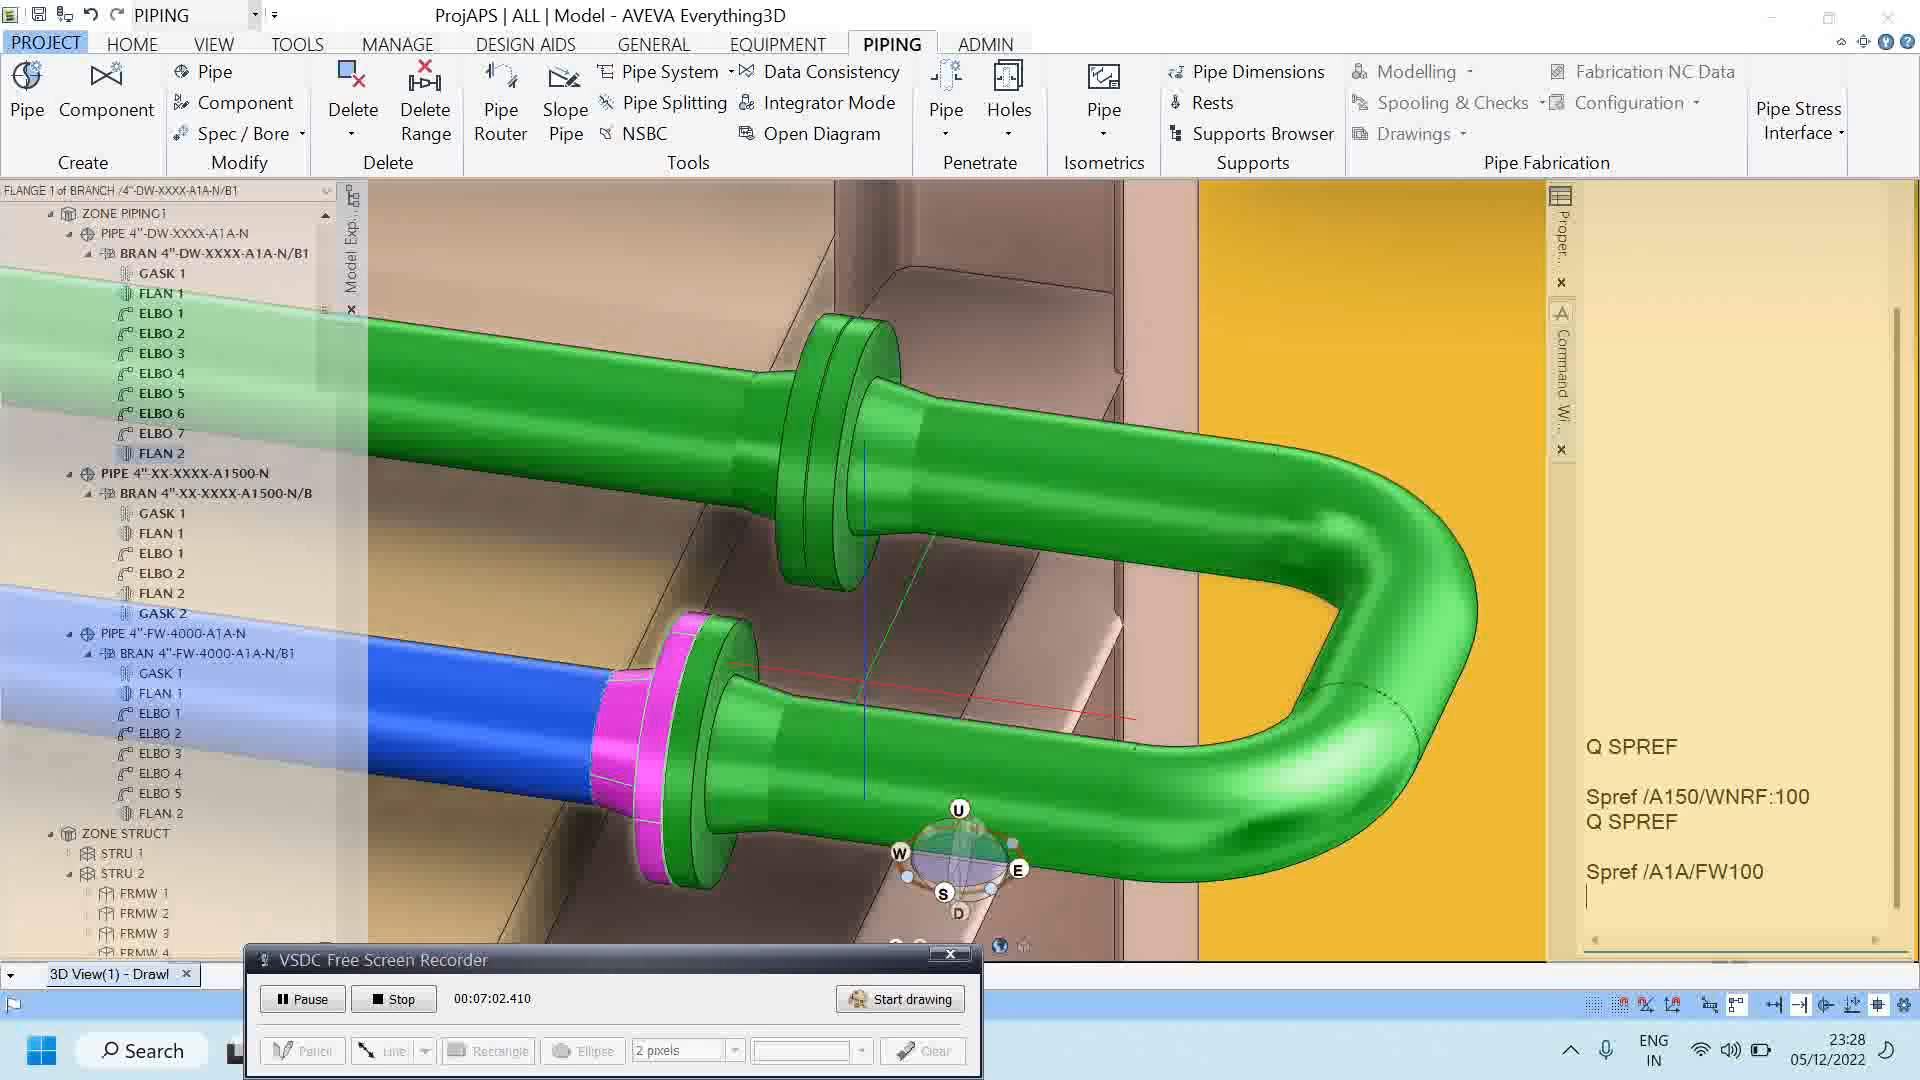 PIPING
ProjAPS | ALL | Model - AVEVA Everything3D
PROJECT HOME VIEW TOOLS MANAGE DESIGN AIDS GENERAL EQUIPMENT PIPING ADMIN
Pipe
Component
Create
Pipe
Component
Spec / Bore
Modify
Delete
Delete Range
Delete
Pipe Router
Slope Pipe
Pipe System
Pipe Splitting
NSBC
Data Consistency
Integrator Mode
Open Diagram
Tools
Pipe
Holes
Penetrate
Pipe
Isometrics
Pipe Dimensions
Rests
Supports Browser
Supports
Modelling
Spooling & Checks
Drawings
Fabrication NC Data
Configuration
Pipe Fabrication
Pipe Stress
Interface
FLANGE 1 of BRANCH /4"-DW-XXXX-A1A-N/B1
Model Exp...
ZONE PIPING1
PIPE 4"-DW-XXXX-A1A-N
BRAN 4"-DW-XXXX-A1A-N/B1
GASK 1
FLAN 1
ELBO 1
ELBO 2
ELBO 3
ELBO 4
ELBO 5
ELBO 6
ELBO 7
FLAN 2
PIPE 4"-XX-XXXX-A1500-N
BRAN 4"-XX-XXXX-A1500-N/B
GASK 1
FLAN 1
ELBO 1
ELBO 2
FLAN 2
GASK 2
PIPE 4"-FW-4000-A1A-N
BRAN 4"-FW-4000-A1A-N/B1
GASK 1
FLAN 1
ELBO 1
ELBO 2
ELBO 3
ELBO 4
ELBO 5
FLAN 2
ZONE STRUCT
STRU 1
STRU 2
FRMW 1
FRMW 2
FRMW 3
FRMW 4
U
W
E
S
D
Proper...
Command Wi...
Q SPREF
Spref /A150/WNRF:100
Q SPREF
Spref /A1A/FW100
3D View(1) - Drawl
VSDC Free Screen Recorder
Pause
Stop
00:07:02.410
Start drawing
Pencil
Line
Rectangle
Ellipse
2 pixels
Clear
Search
ENG
IN
23:28
05/12/2022